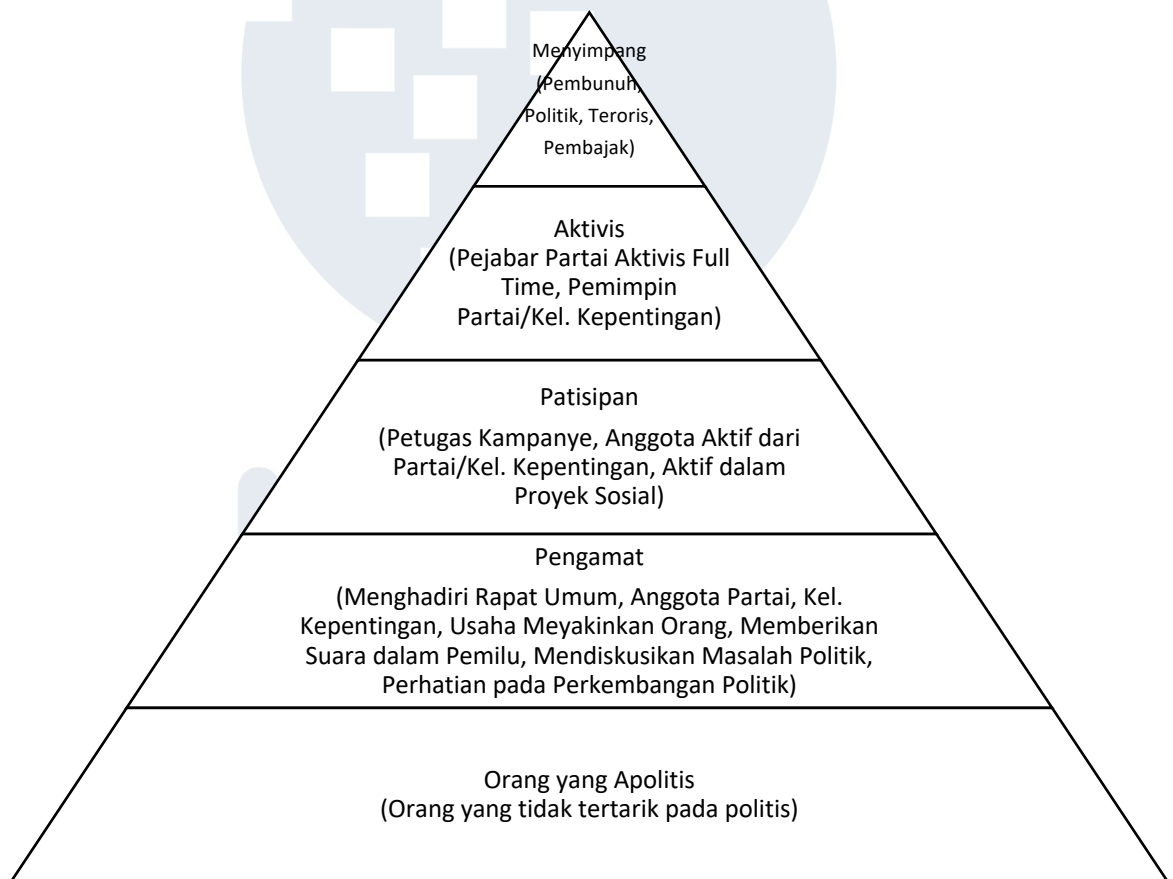 Menyimpang
(Pembunuh,
Politik, Teroris,
Pembajak)
Aktivis
(Pejabar Partai Aktivis Full
Time, Pemimpin
Partai/Kel. Kepentingan)
Patisipan
(Petugas Kampanye, Anggota Aktif dari
Partai/Kel. Kepentingan, Aktif dalam
Proyek Sosial)
Pengamat
(Menghadiri Rapat Umum, Anggota Partai, Kel.
Kepentingan, Usaha Meyakinkan Orang, Memberikan
Suara dalam Pemilu, Mendiskusikan Masalah Politik,
Perhatian pada Perkembangan Politik)
Orang yang Apolitis
(Orang yang tidak tertarik pada politis)